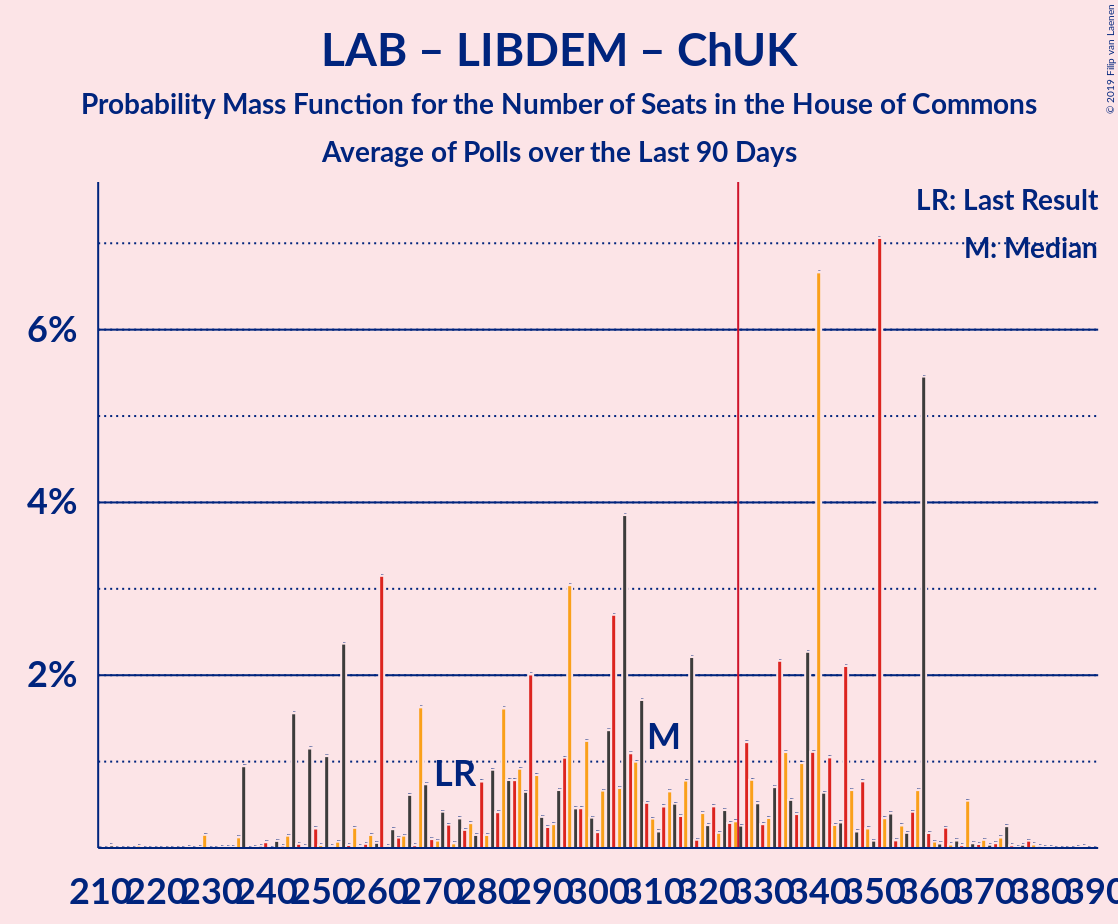 LAB – LIBDEM – ChUK
Probability Mass Function for the Number of Seats in the House of Commons
Average of Polls over the Last 90 Days
© 2019 Filip van Laenen
LR: Last Result
M: Median
6%
4%
2%
LR
M
210 220 230 240 250 260 270 280 290 300 310 320 330 340 350 360 370 380 390